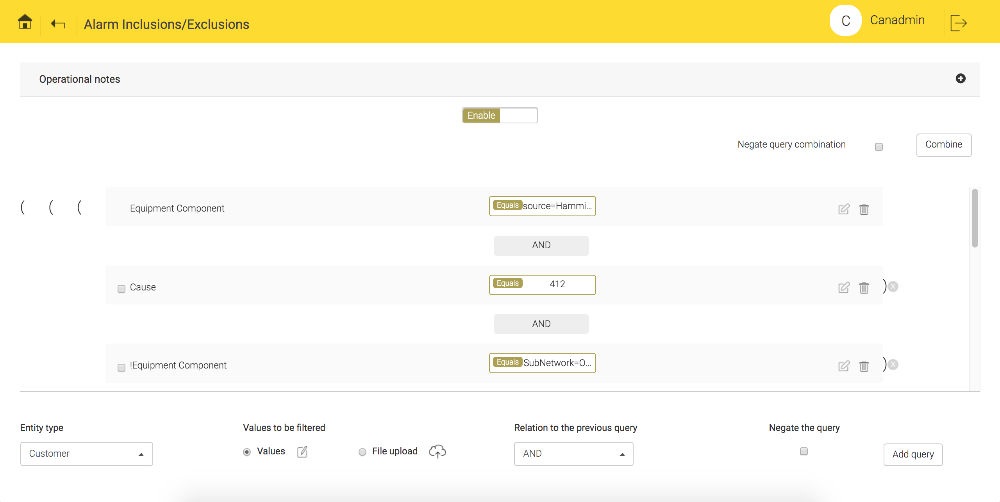 Alarm Inclusions/Exclusions
C Canadmin
Operational notes
Enable
Negate query combination
Combine
( ( ( Equipment Component Equals source=Hammi...
AND
Cause Equals 412 ) X
AND
!Equipment Component Equals SubNetwork=O... ) X
Entity type Values to be filtered Relation to the previous query Negate the query
Customer Values File upload AND Add query